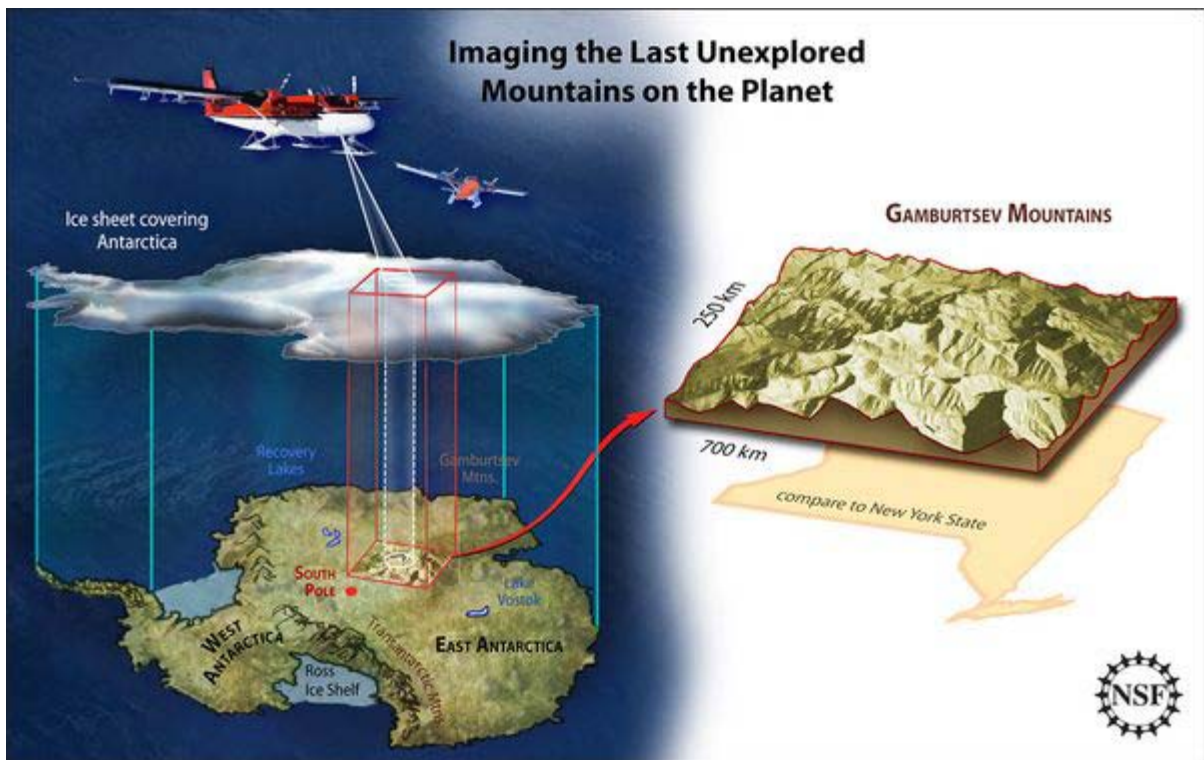 Imaging the Last Unexplored
Mountains on the Planet
Ice sheet covering
Antarctica
GAMBURTSEV MOUNTAINS
250 km
700 km
compare to New York State
Recovery
Lakes
Gamburtsev
Mtns.
SOUTH
POLE
Lake
Vostok
WEST
ANTARCTICA
Transantarctic Mtns.
EAST ANTARCTICA
Ross
Ice Shelf
NSF